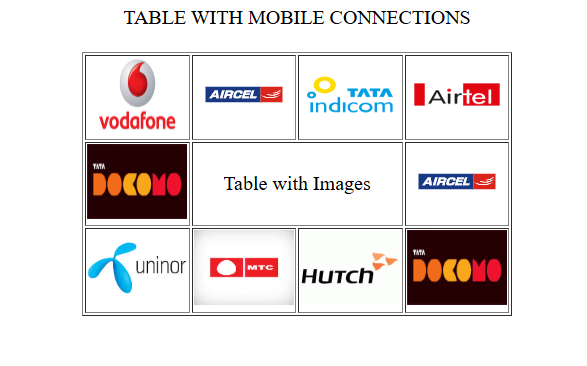 TABLE WITH MOBILE CONNECTIONS
vodafone
AIRCEL
TATA
indicom
Airtel
TATA
DOCOMO
Table with Images
AIRCEL
uninor
MTC
HUTCH
TATA
DOCOMO